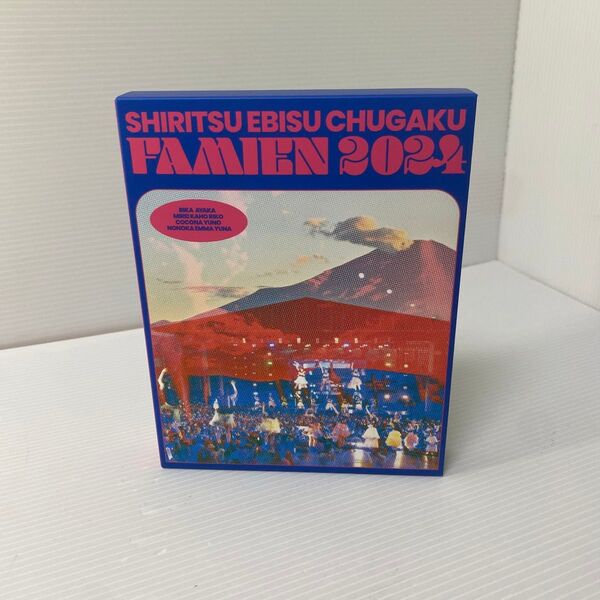 SHIRITSU EBISU CHUGAKU
FAMIEN 2024
RIKA AYAKA
MIREI KAHO RIKO
COCONA YUNO
NONOKA EMMA YUNA